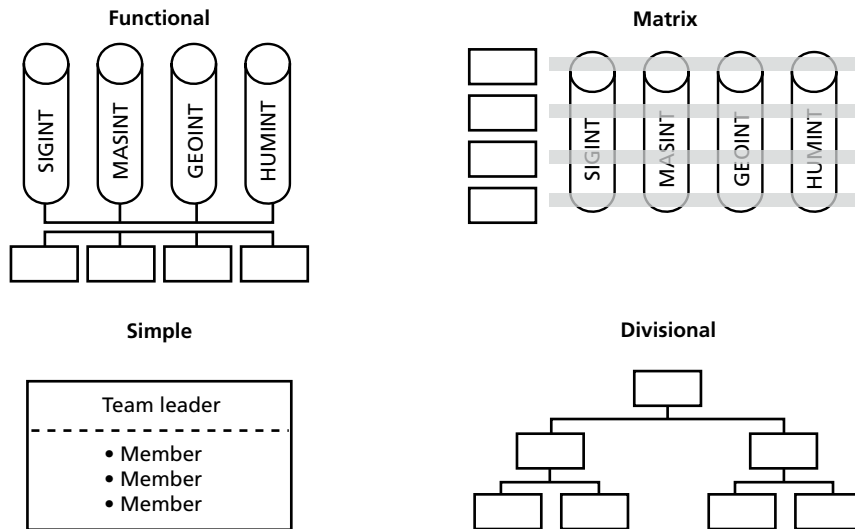 Functional
SIGINT
MASINT
GEOINT
HUMINT
Matrix
SIGINT
MASINT
GEOINT
HUMINT
Simple
Team leader
• Member
• Member
• Member
Divisional